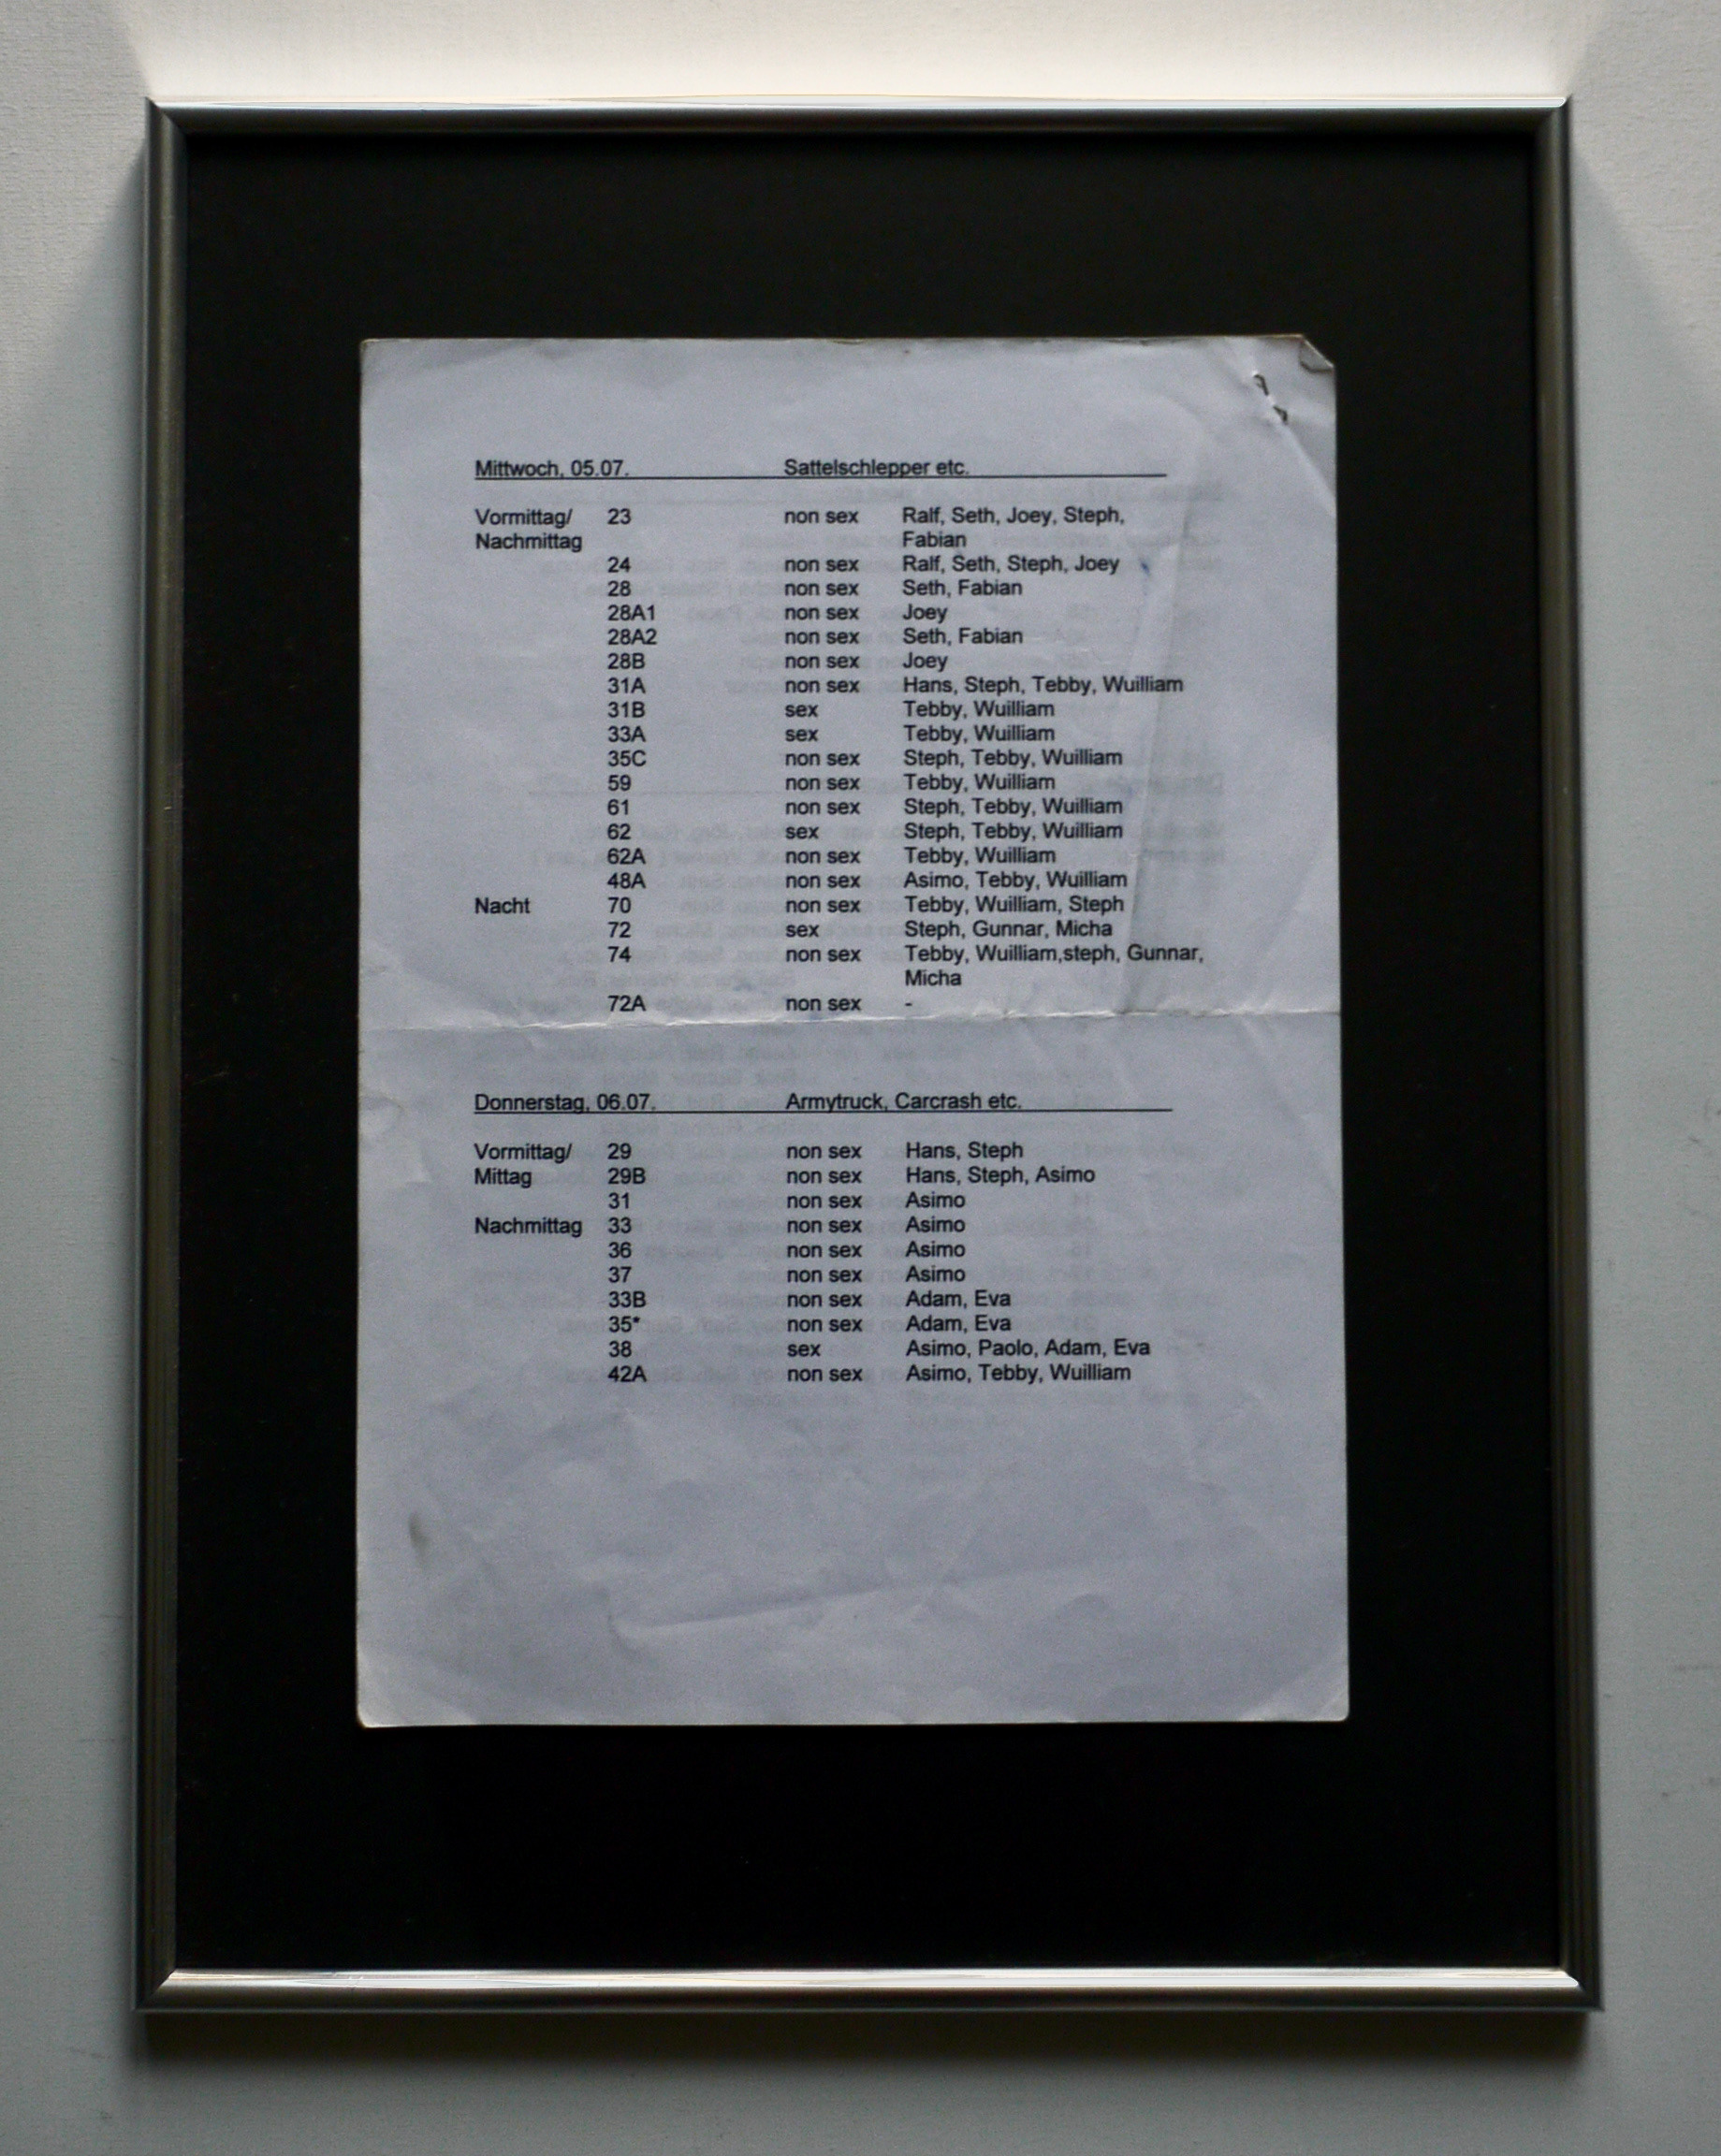 Mittwoch, 05.07. Sattelschlepper etc.
Vormittag/ 23 non sex Ralf, Seth, Joey, Steph,
Nachmittag Fabian
24 non sex Ralf, Seth, Steph, Joey
28 non sex Seth, Fabian
28A1 non sex Joey
28A2 non sex Seth, Fabian
28B non sex Joey
31A non sex Hans, Steph, Tebby, Wuilliam
31B sex Tebby, Wuilliam
33A sex Tebby, Wuilliam
35C non sex Steph, Tebby, Wuilliam
59 non sex Tebby, Wuilliam
61 non sex Steph, Tebby, Wuilliam
62 sex Steph, Tebby, Wuilliam
62A non sex Tebby, Wuilliam
48A non sex Asimo, Tebby, Wuilliam
Nacht 70 non sex Tebby, Wuilliam, Steph
72 sex Steph, Gunnar, Micha
74 non sex Tebby, Wuilliam,steph, Gunnar,
Micha
72A non sex -
Donnerstag, 06.07. Armytruck, Carcrash etc.
Vormittag/ 29 non sex Hans, Steph
Mittag 29B non sex Hans, Steph, Asimo
31 non sex Asimo
Nachmittag 33 non sex Asimo
36 non sex Asimo
37 non sex Asimo
33B non sex Adam, Eva
35* non sex Adam, Eva
38 sex Asimo, Paolo, Adam, Eva
42A non sex Asimo, Tebby, Wuilliam